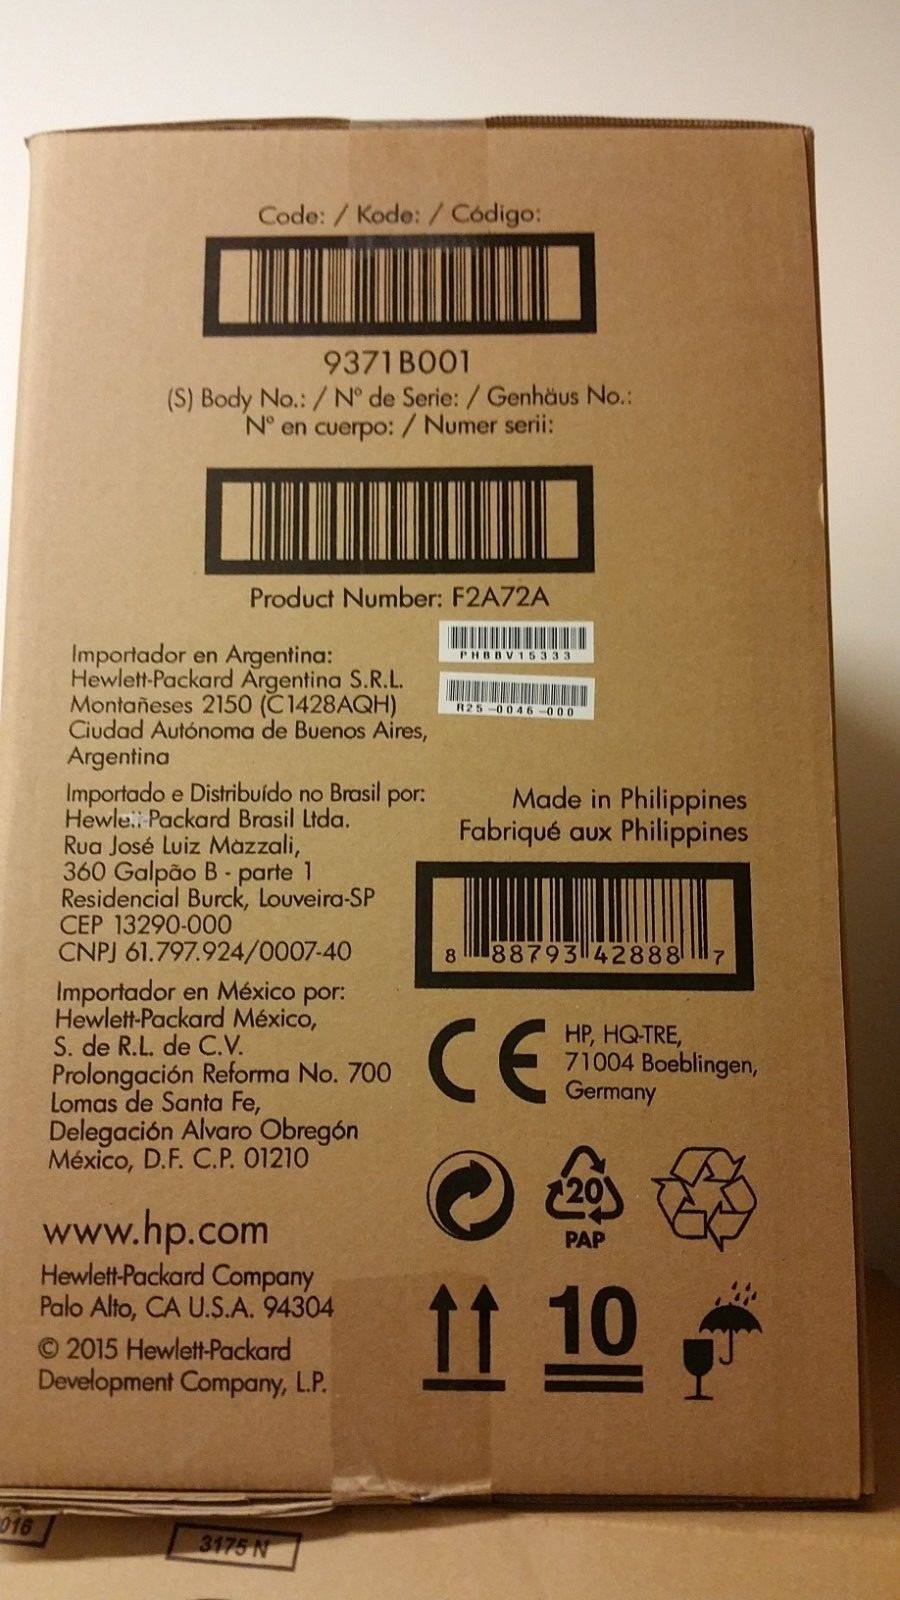 Code: / Kode: / Código:
9371B001
(S) Body No.: / Nº de Serie: / Genhäus No.:
Nº en cuerpo: / Numer serii:
Product Number: F2A72A
PHBBV15333
R25-0046-000
Importador en Argentina:
Hewlett-Packard Argentina S.R.L.
Montañeses 2150 (C1428AQH)
Ciudad Autónoma de Buenos Aires,
Argentina
Importado e Distribuído no Brasil por:
Hewlett-Packard Brasil Ltda.
Rua José Luiz Mazzali,
360 Galpão B - parte 1
Residencial Burck, Louveira-SP
CEP 13290-000
CNPJ 61.797.924/0007-40
Importador en México por:
Hewlett-Packard México,
S. de R.L. de C.V.
Prolongación Reforma No. 700
Lomas de Santa Fe,
Delegación Alvaro Obregón
México, D.F. C.P. 01210
www.hp.com
Hewlett-Packard Company
Palo Alto, CA U.S.A. 94304
© 2015 Hewlett-Packard
Development Company, L.P.
Made in Philippines
Fabriqué aux Philippines
8 88793 42888 7
CE
HP, HQ-TRE,
71004 Boeblingen,
Germany
20
PAP
10
016
3175 N